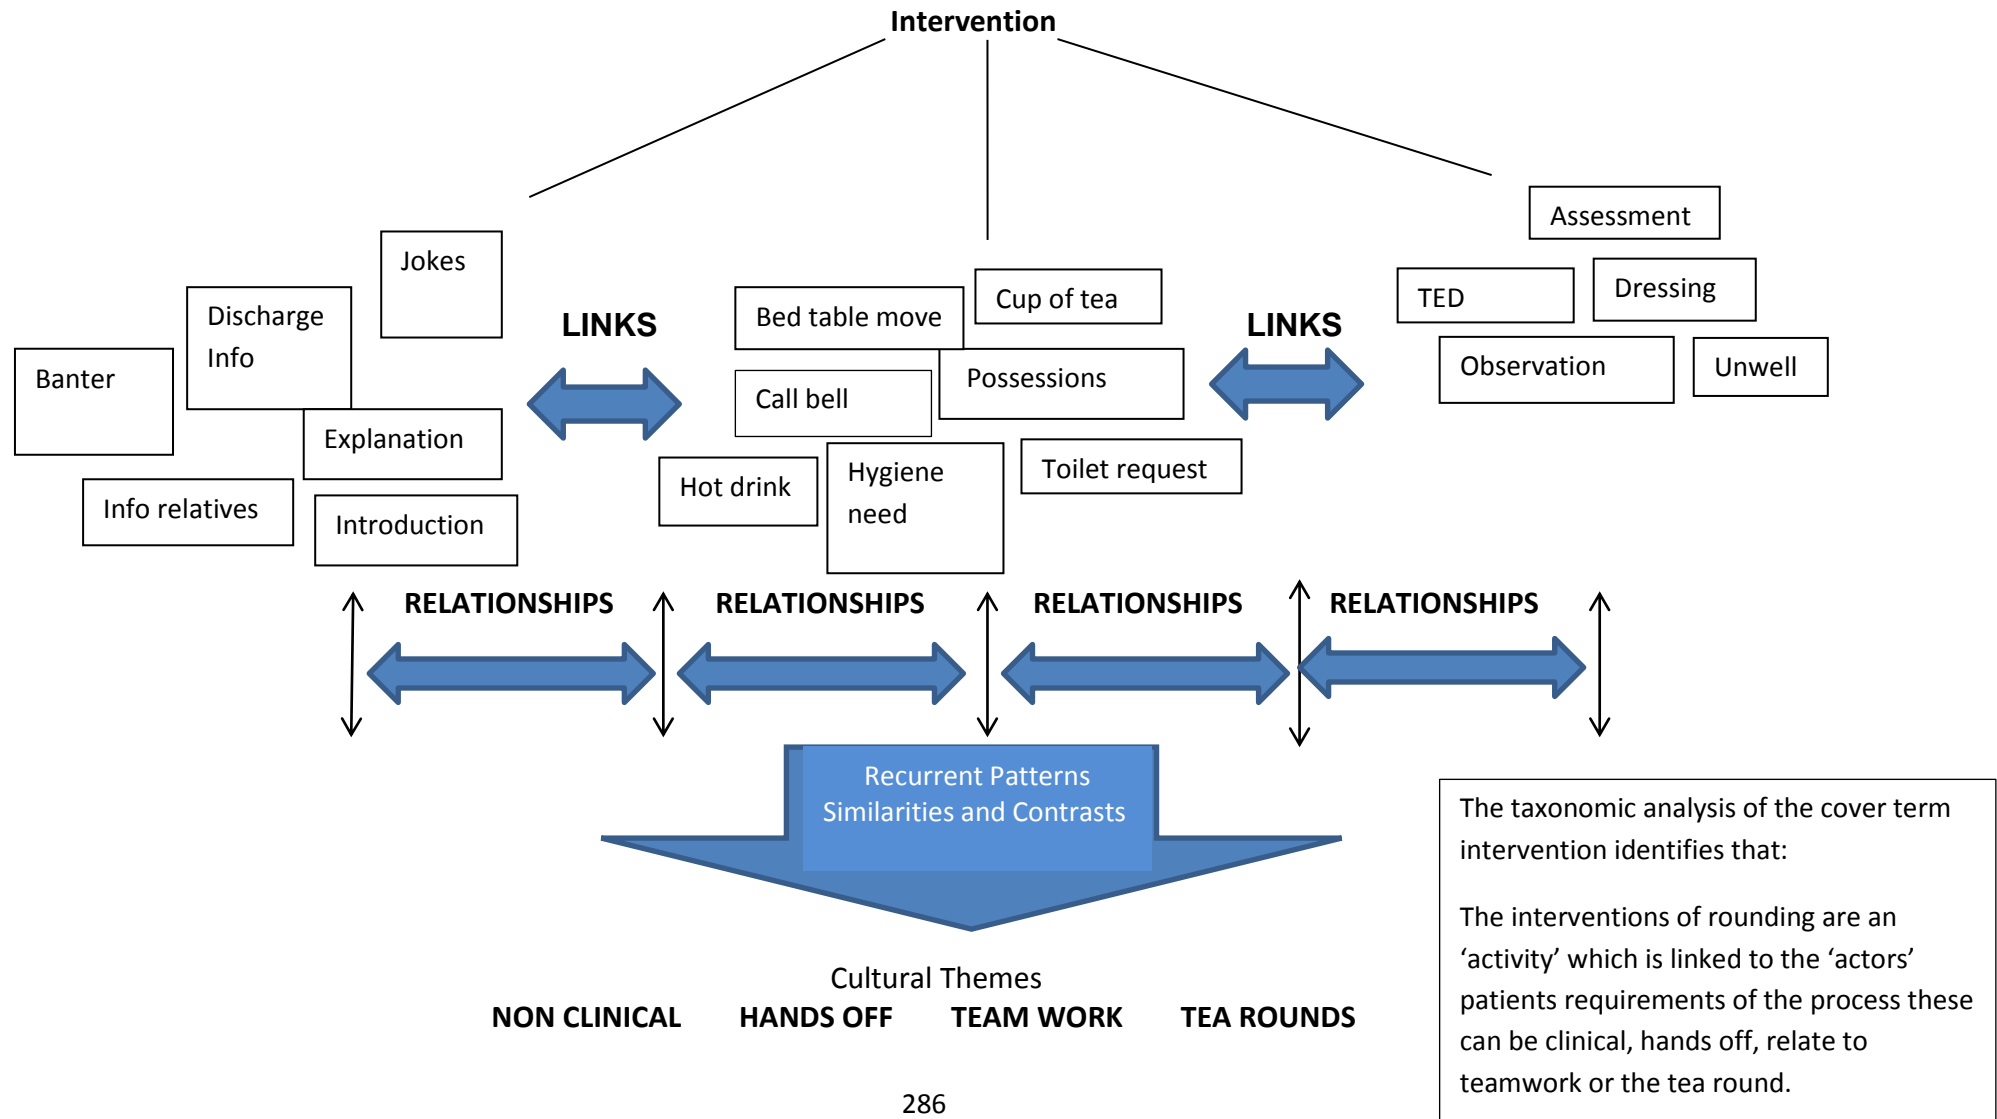 Intervention
Jokes
Discharge
Info
Banter
Explanation
Info relatives
Introduction
LINKS
Bed table move
Cup of tea
Call bell
Possessions
Hot drink
Hygiene
need
Toilet request
LINKS
Assessment
TED
Dressing
Observation
Unwell
RELATIONSHIPS
RELATIONSHIPS
RELATIONSHIPS
RELATIONSHIPS
Recurrent Patterns
Similarities and Contrasts
Cultural Themes
NON CLINICAL HANDS OFF TEAM WORK TEA ROUNDS
The taxonomic analysis of the cover term
intervention identifies that:
The interventions of rounding are an
‘activity’ which is linked to the ‘actors’
patients requirements of the process these
can be clinical, hands off, relate to
teamwork or the tea round.
286